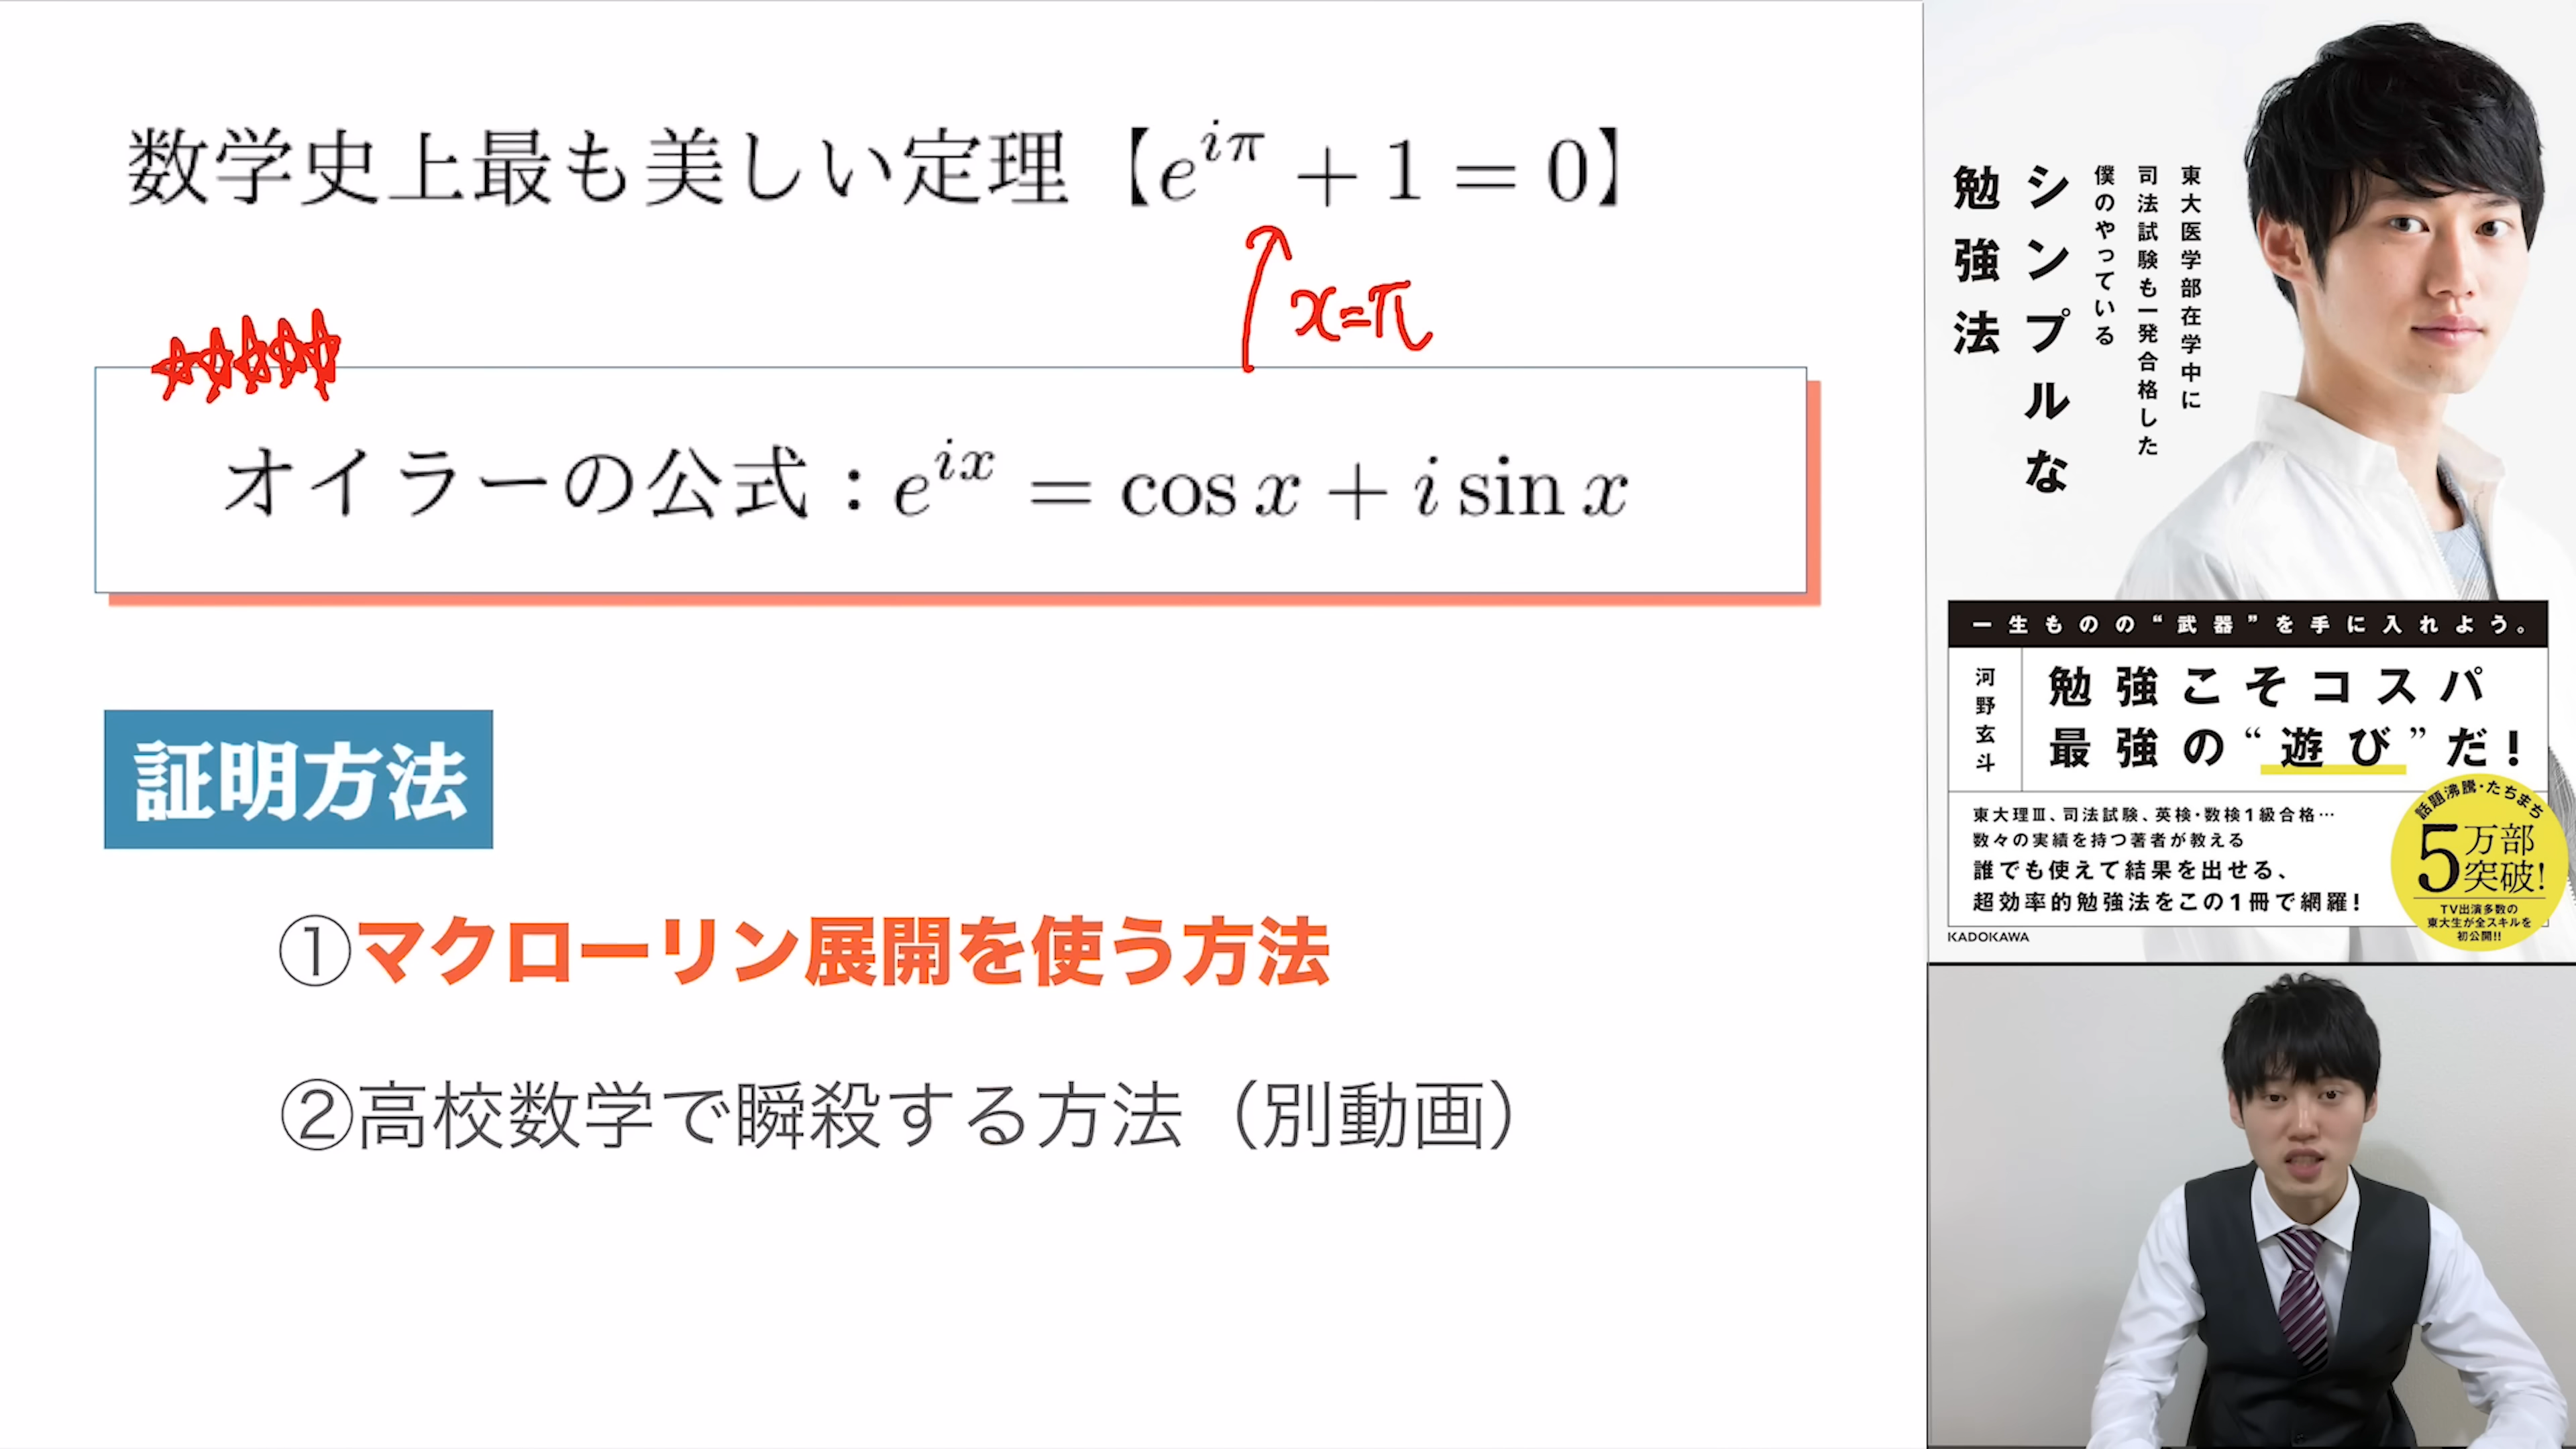 数学史上最も美しい定理【e^{iπ} + 1 = 0】
x=π
オイラーの公式：e^{ix} = cos x + i sin x
証明方法
①マクローリン展開を使う方法
②高校数学で瞬殺する方法（別動画）
東大医学部在学中に
司法試験も一発合格した
僕のやっている
シンプルな
勉強法
一生ものの“武器”を手に入れよう。
河野玄斗
勉強こそコスパ
最強の“遊び”だ！
東大理Ⅲ、司法試験、英検・数検1級合格…
数々の実績を持つ著者が教える
誰でも使えて結果を出せる、
超効率的勉強法をこの1冊で網羅！
話題沸騰・たちまち
5万部
突破！
TV出演多数の
東大生が全スキルを
初公開!!
KADOKAWA